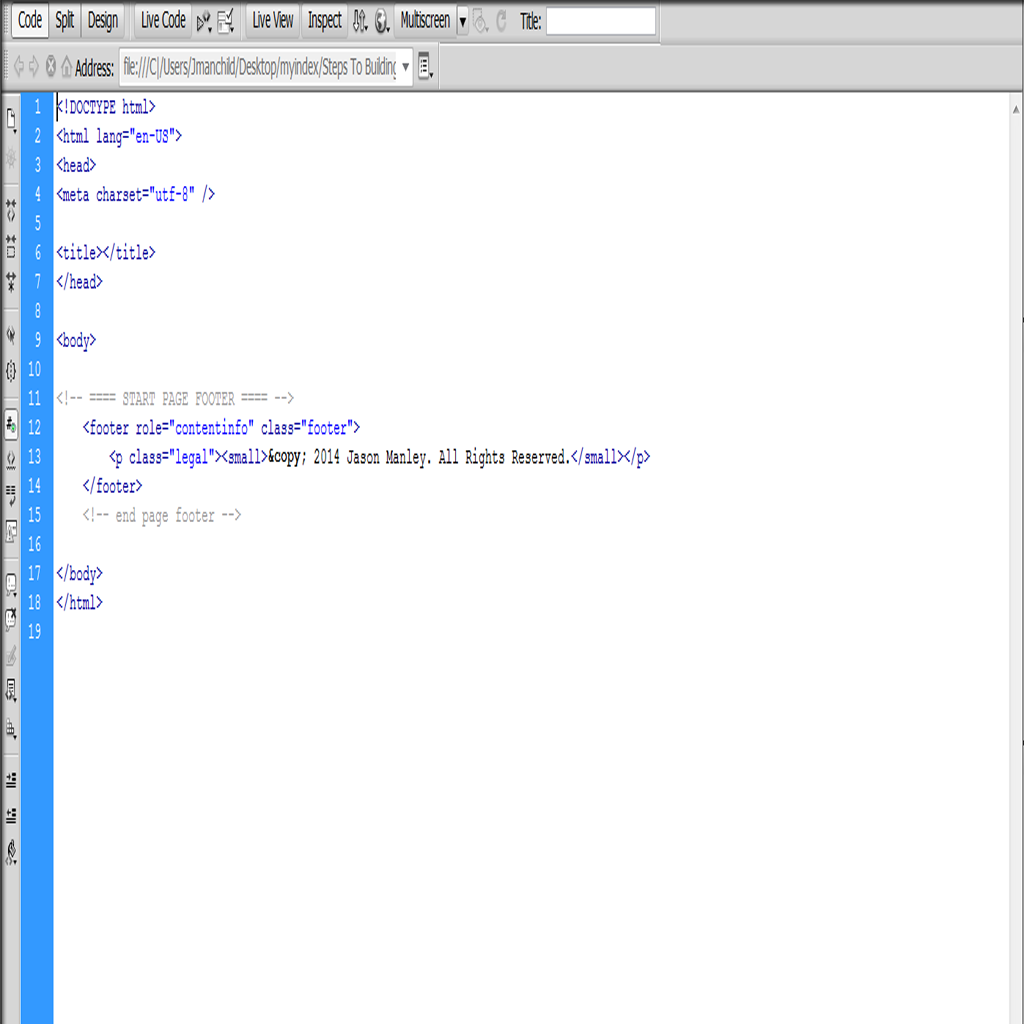 Code Split Design Live Code Live View Inspect Multiscreen Title:
Address: file:///C|/Users/Jmanchild/Desktop/myindex/Steps To Building
1 <!DOCTYPE html>
2 <html lang="en-US">
3 <head>
4 <meta charset="utf-8" />
5
6 <title></title>
7 </head>
8
9 <body>
10
11 <!-- ==== START PAGE FOOTER ==== -->
12 <footer role="contentinfo" class="footer">
13 <p class="legal"><small>&copy; 2014 Jason Manley. All Rights Reserved.</small></p>
14 </footer>
15 <!-- end page footer -->
16
17 </body>
18 </html>
19